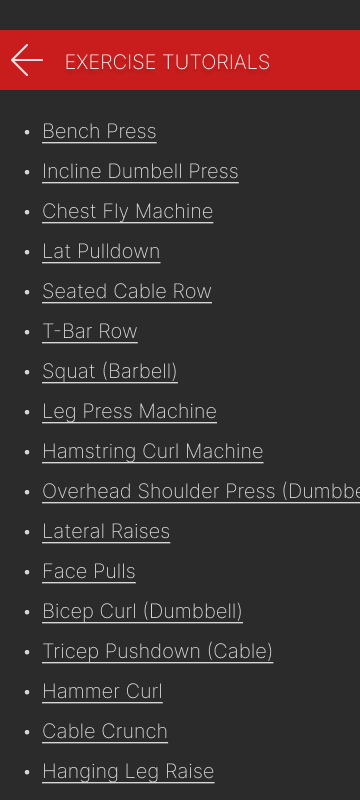 EXERCISE TUTORIALS
• Bench Press
• Incline Dumbell Press
• Chest Fly Machine
• Lat Pulldown
• Seated Cable Row
• T-Bar Row
• Squat (Barbell)
• Leg Press Machine
• Hamstring Curl Machine
• Overhead Shoulder Press (Dumbbe
• Lateral Raises
• Face Pulls
• Bicep Curl (Dumbbell)
• Tricep Pushdown (Cable)
• Hammer Curl
• Cable Crunch
• Hanging Leg Raise